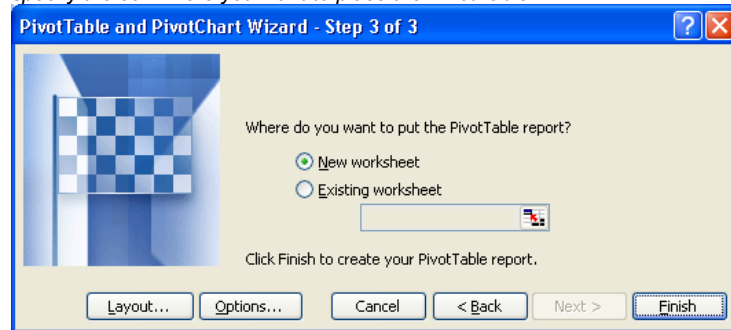 PivotTable and PivotChart Wizard - Step 3 of 3
Where do you want to put the PivotTable report?
New worksheet
Existing worksheet
Click Finish to create your PivotTable report.
Layout... Options... Cancel < Back Next > Finish